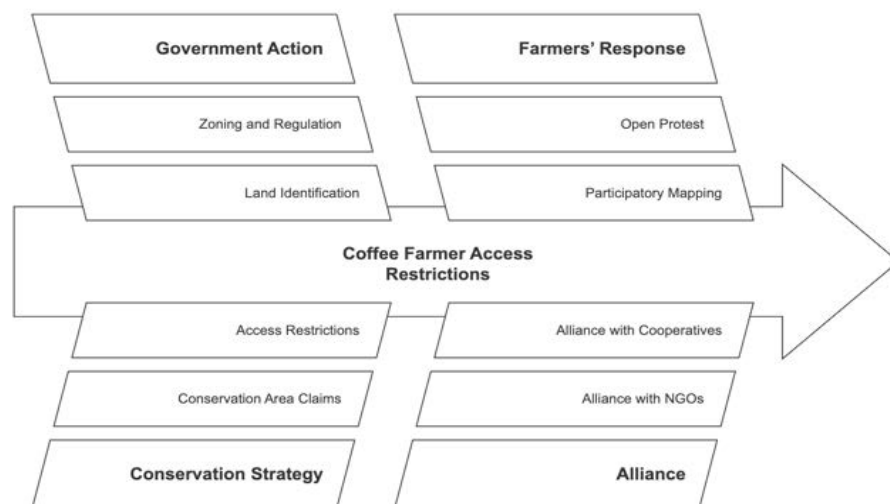 Government Action
Farmers' Response
Zoning and Regulation
Open Protest
Land Identification
Participatory Mapping
Coffee Farmer Access
Restrictions
Access Restrictions
Alliance with Cooperatives
Conservation Area Claims
Alliance with NGOs
Conservation Strategy
Alliance